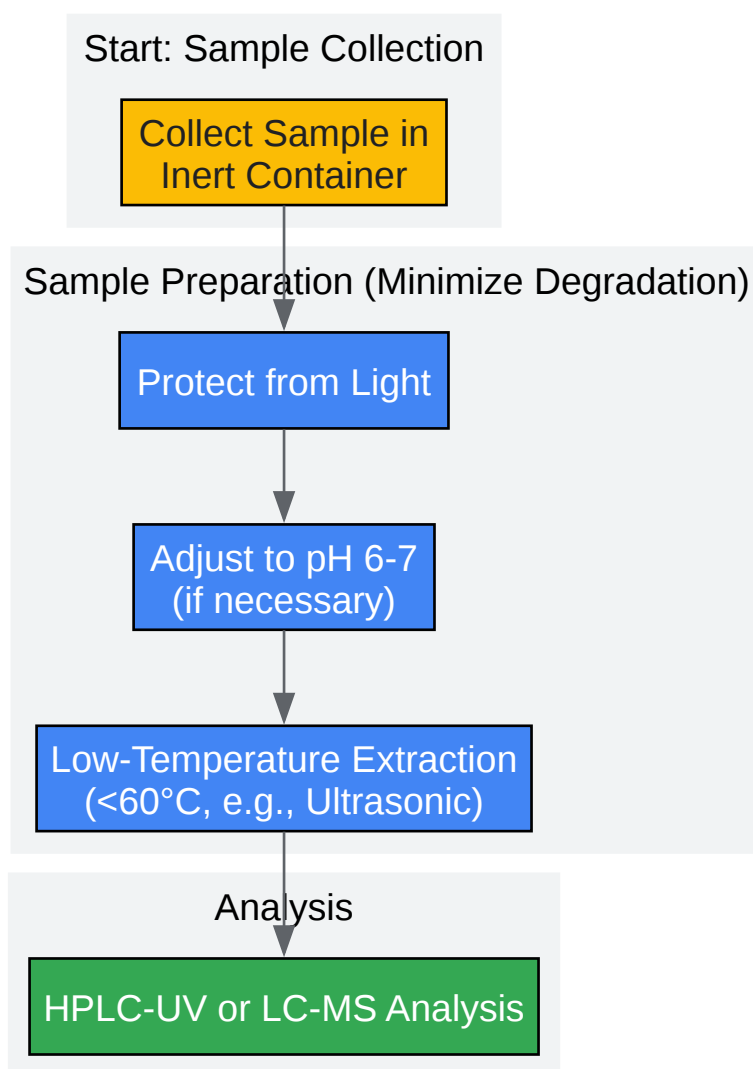 Start: Sample Collection
Collect Sample in
Inert Container
Sample Preparation (Minimize Degradation)
Protect from Light
Adjust to pH 6-7
(if necessary)
Low-Temperature Extraction
(<60°C, e.g., Ultrasonic)
Analysis
HPLC-UV or LC-MS Analysis